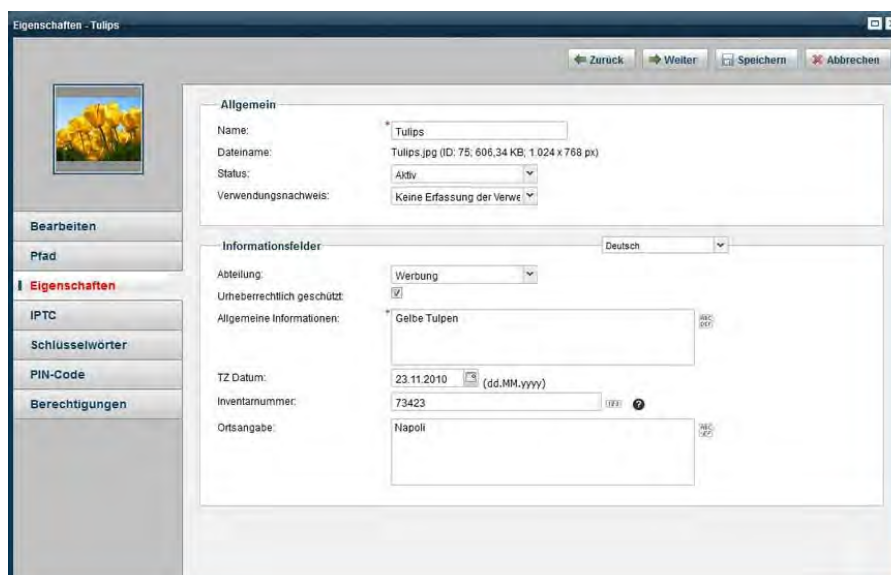 Eigenschaften - Tulips
Zurück Weiter Speichern Abbrechen
Allgemein
Name: * Tulips
Dateiname: Tulips.jpg (ID: 75; 606,34 KB; 1.024 x 768 px)
Status: Aktiv
Verwendungsnachweis: Keine Erfassung der Verwe
Bearbeiten
Pfad
Eigenschaften
IPTC
Schlüsselwörter
PIN-Code
Berechtigungen
Informationsfelder Deutsch
Abteilung: Werbung
Urheberrechtlich geschützt:
Allgemeine Informationen: * Gelbe Tulpen
TZ Datum: 23.11.2010 (dd.MM.yyyy)
Inventarnummer: 73423 ?
Ortsangabe: Napoli